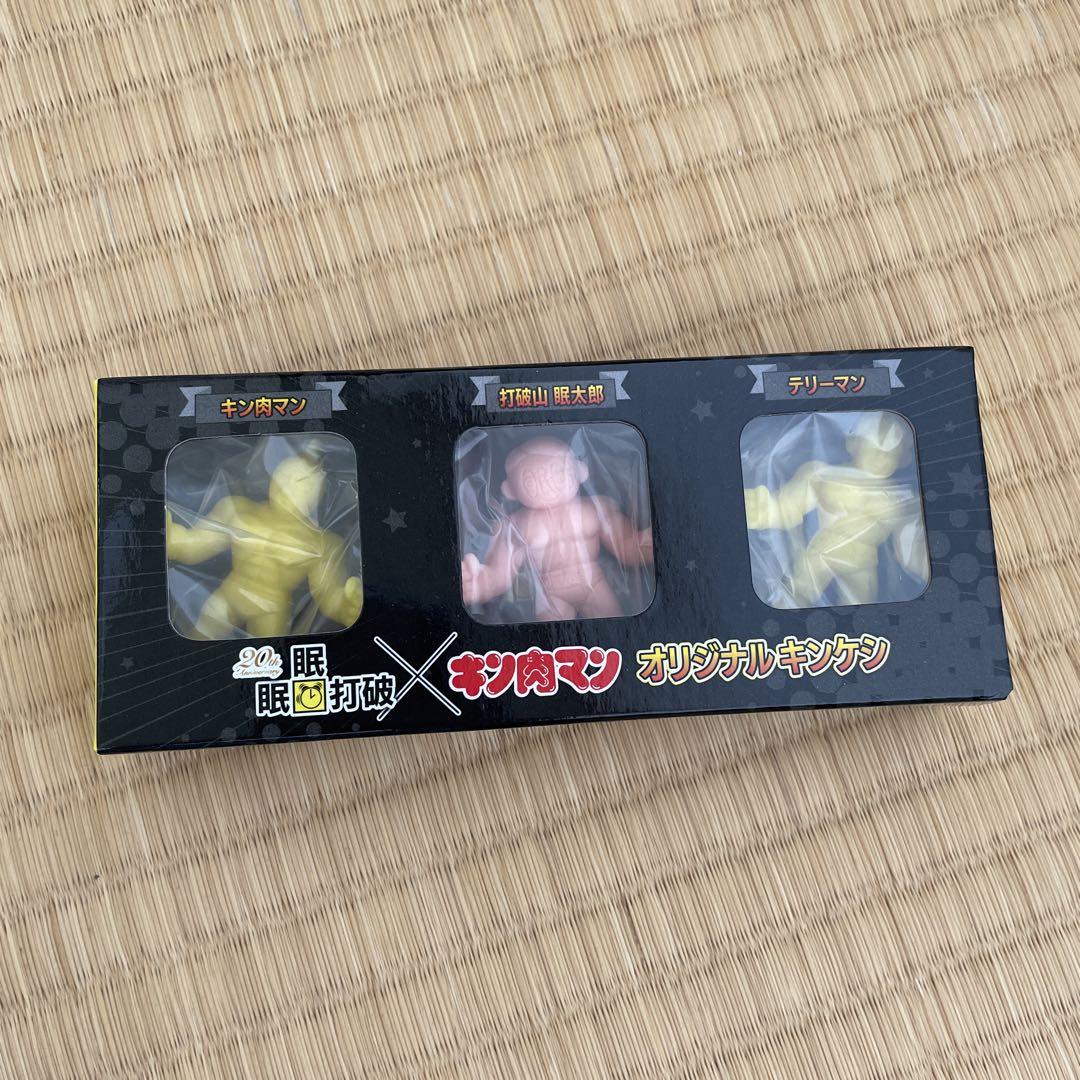 キン肉マン
打破山 眠太郎
テリーマン
20th
Anniversary
眠
眠打破
×
キン肉マン
オリジナル キンケシ